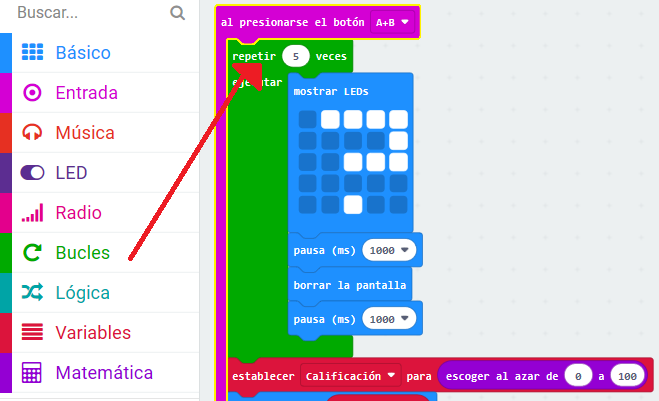 Buscar...
Básico
Entrada
Música
LED
Radio
Bucles
Lógica
Variables
Matemática
al presionarse el botón A+B
repetir 5 veces
ejecutar
mostrar LEDs
pausa (ms) 1000
borrar la pantalla
pausa (ms) 1000
establecer Calificación para escoger al azar de 0 a 100